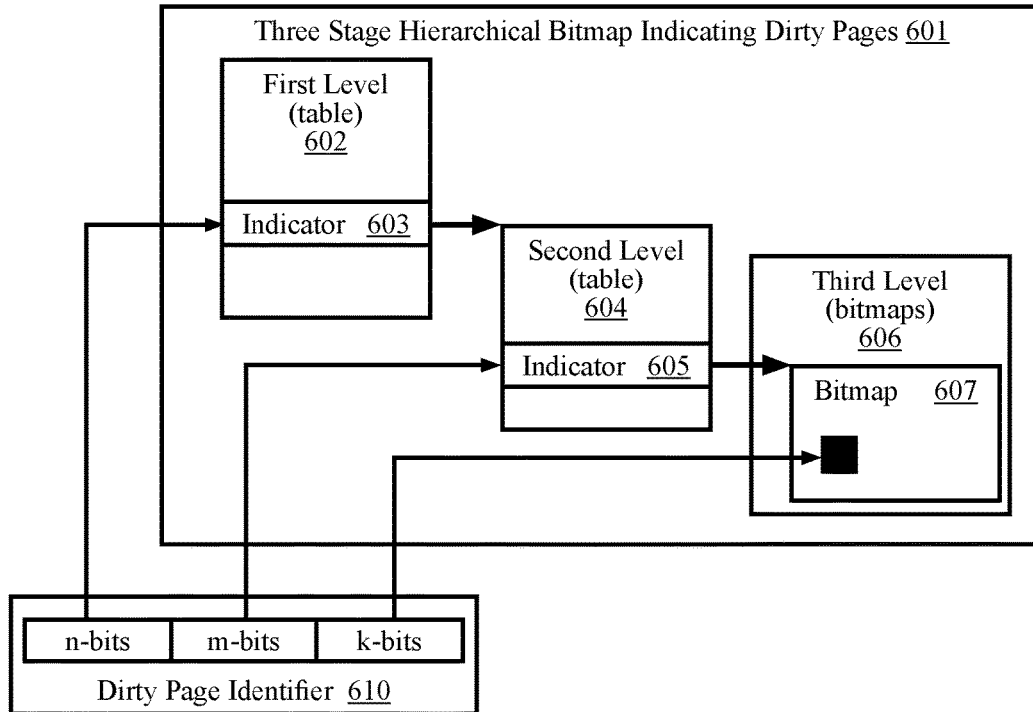 Three Stage Hierarchical Bitmap Indicating Dirty Pages 601
First Level
(table)
602
Indicator 603
Second Level
(table)
604
Indicator 605
Third Level
(bitmaps)
606
Bitmap 607
n-bits m-bits k-bits
Dirty Page Identifier 610